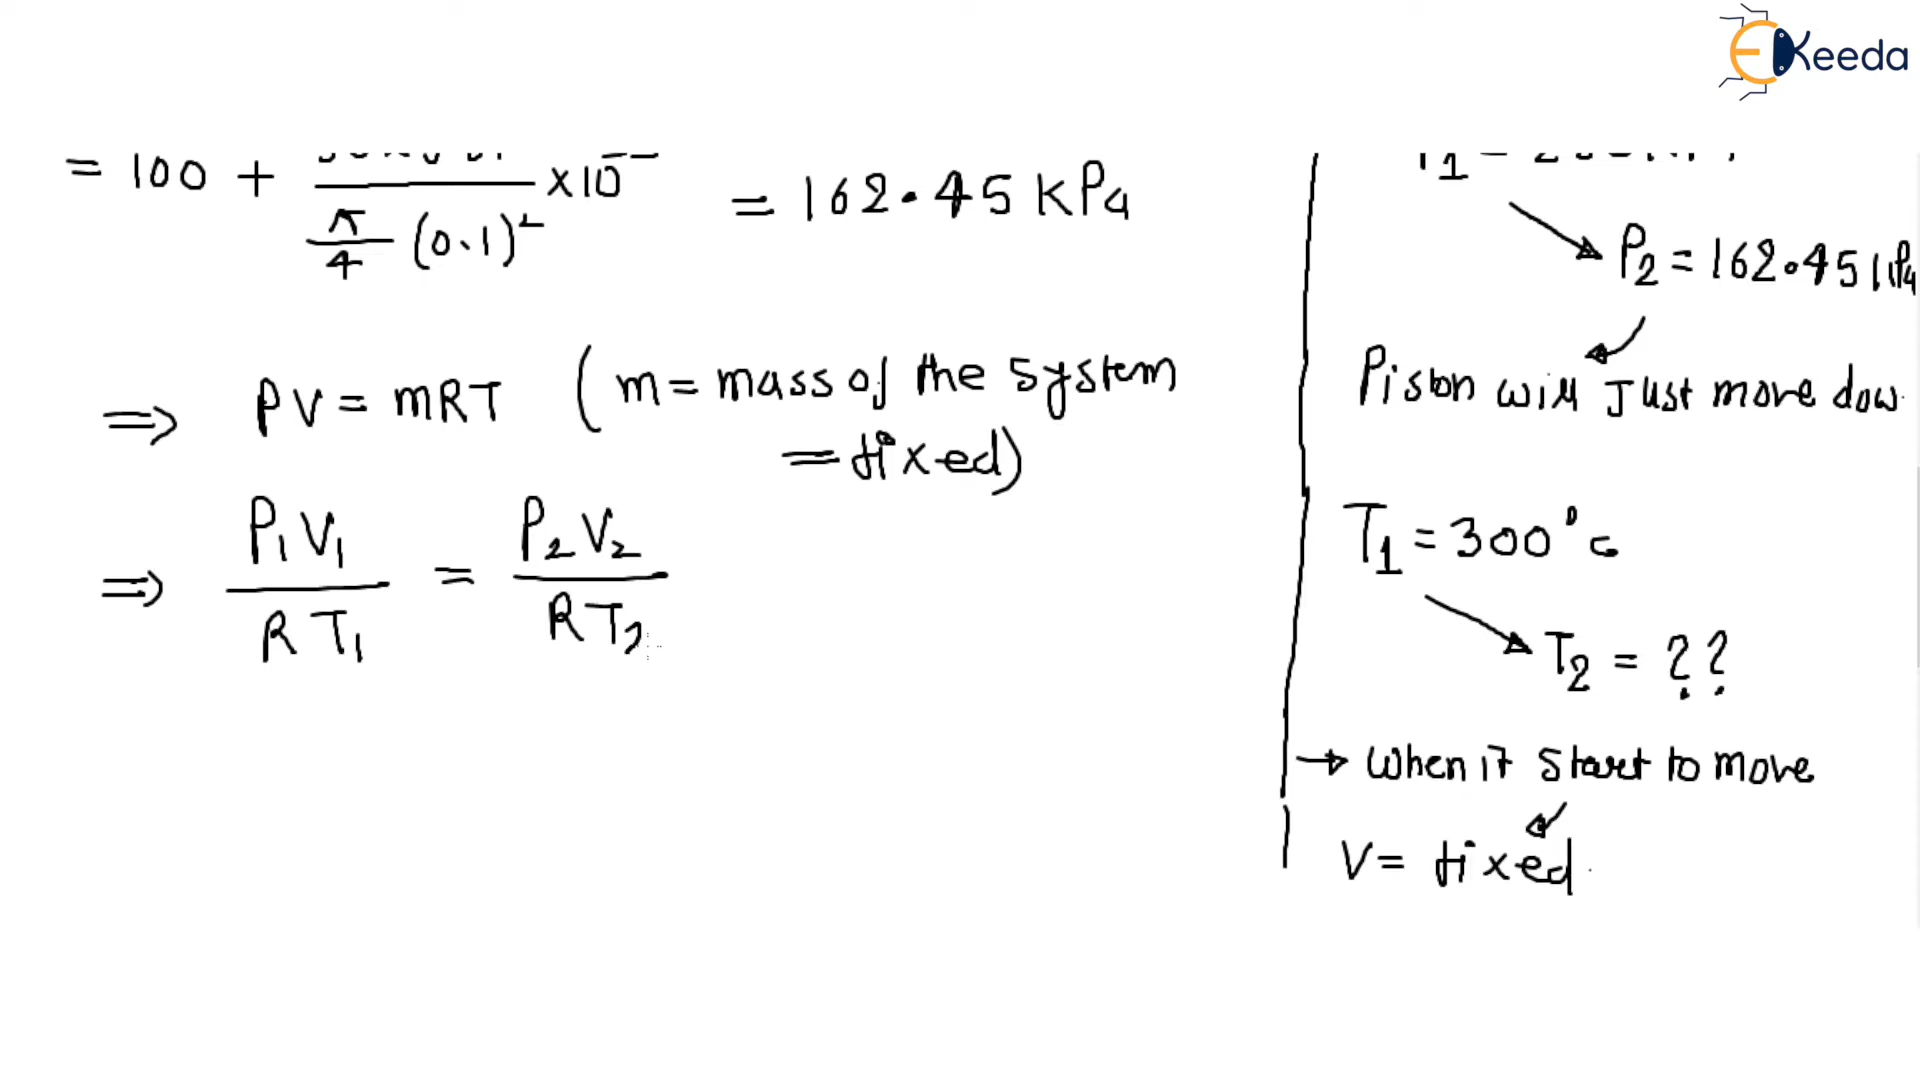 EKeeda
= 100 + ───── / π/4 (0.1)² ×10 = 162.45 KPa
⇒ PV = mRT (m = mass of the system
= fixed)
⇒ P₁V₁ / RT₁ = P₂V₂ / RT₂
P₂ = 162.45 KPa
Piston will Just move dow
T₁ = 300°c
T₂ = ??
→ When it start to move
V = fixed